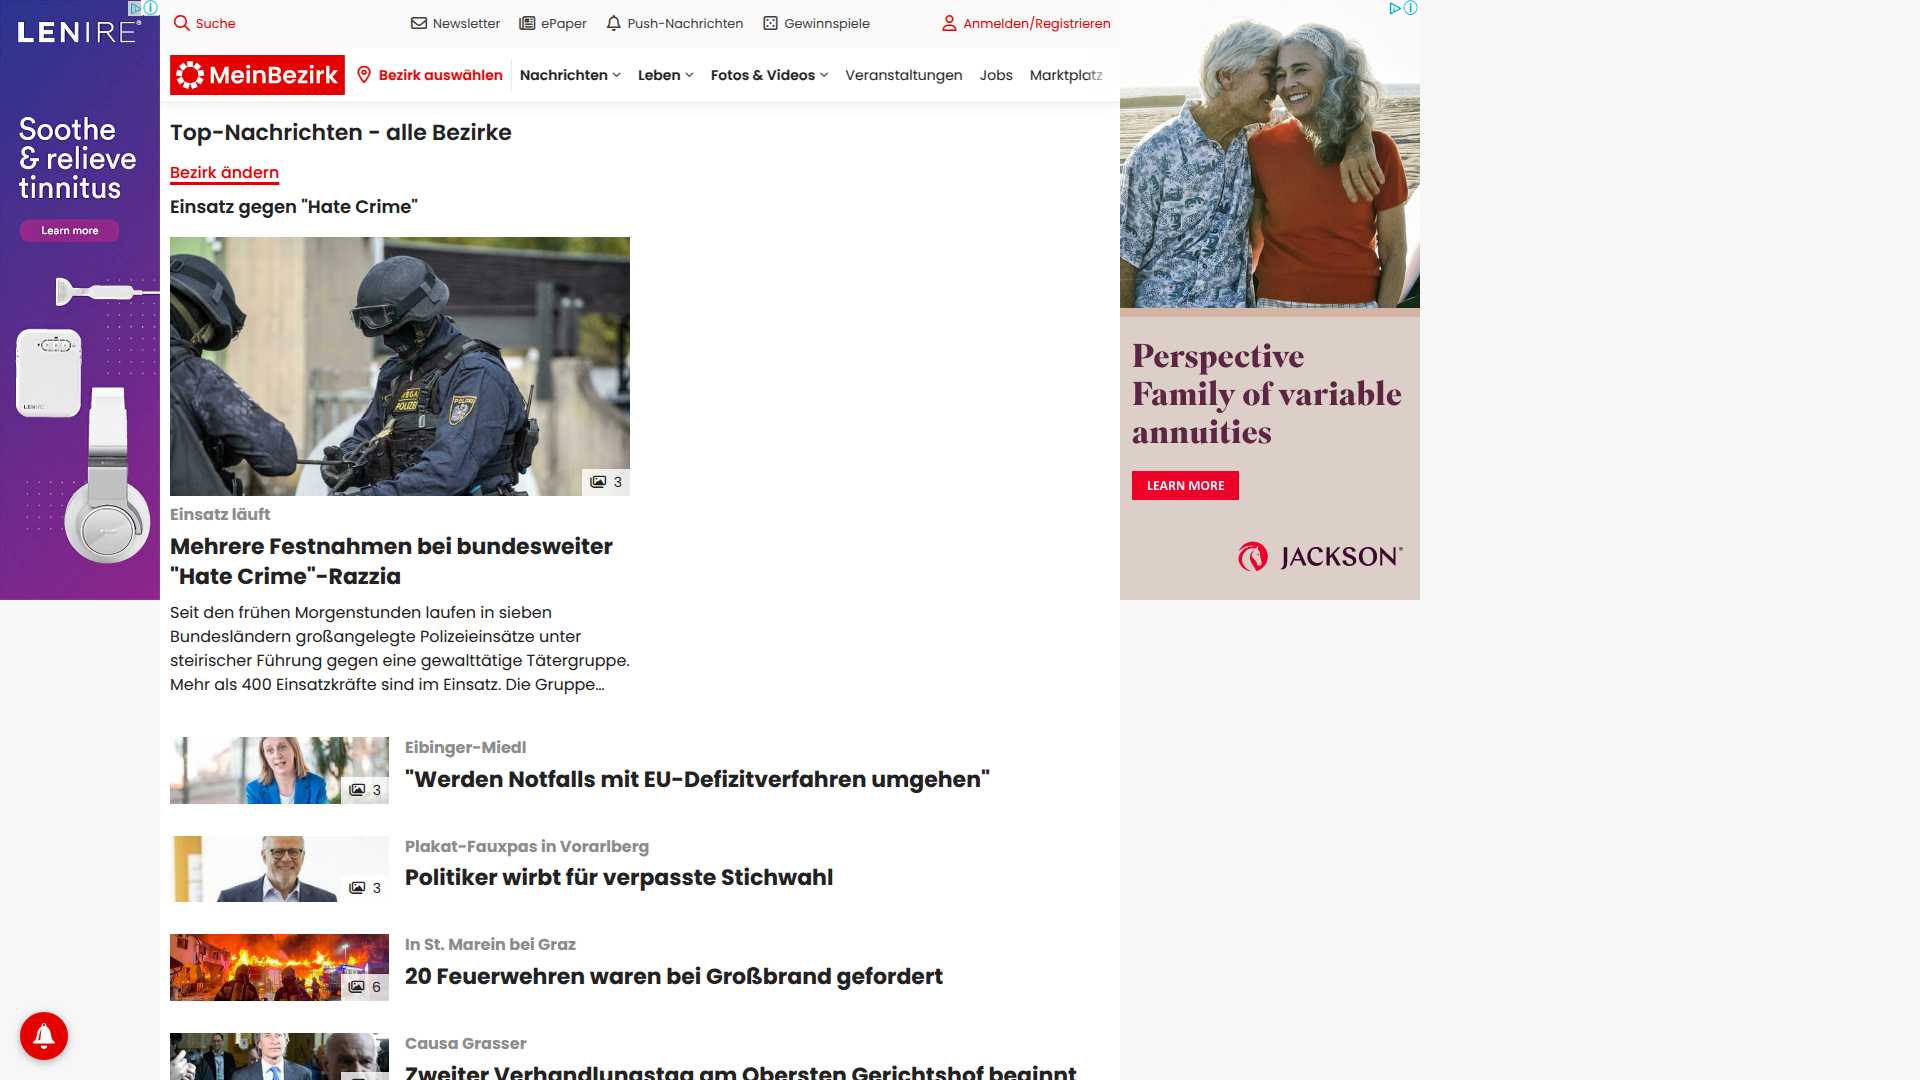 LENIRE®
Soothe
& relieve
tinnitus
Learn more
LENIRE
Suche
Newsletter
ePaper
Push-Nachrichten
Gewinnspiele
Anmelden/Registrieren
MeinBezirk
Bezirk auswählen
Nachrichten
Leben
Fotos & Videos
Veranstaltungen
Jobs
Marktplatz
Top-Nachrichten - alle Bezirke
Bezirk ändern
Einsatz gegen "Hate Crime"
POLIZEI
3
Einsatz läuft
Mehrere Festnahmen bei bundesweiter
"Hate Crime"-Razzia
Seit den frühen Morgenstunden laufen in sieben
Bundesländern großangelegte Polizeieinsätze unter
steirischer Führung gegen eine gewalttätige Tätergruppe.
Mehr als 400 Einsatzkräfte sind im Einsatz. Die Gruppe…
3
Eibinger-Miedl
"Werden Notfalls mit EU-Defizitverfahren umgehen"
3
Plakat-Fauxpas in Vorarlberg
Politiker wirbt für verpasste Stichwahl
6
In St. Marein bei Graz
20 Feuerwehren waren bei Großbrand gefordert
Causa Grasser
Zweiter Verhandlungstag am Obersten Gerichtshof beginnt
Perspective
Family of variable
annuities
LEARN MORE
JACKSON®